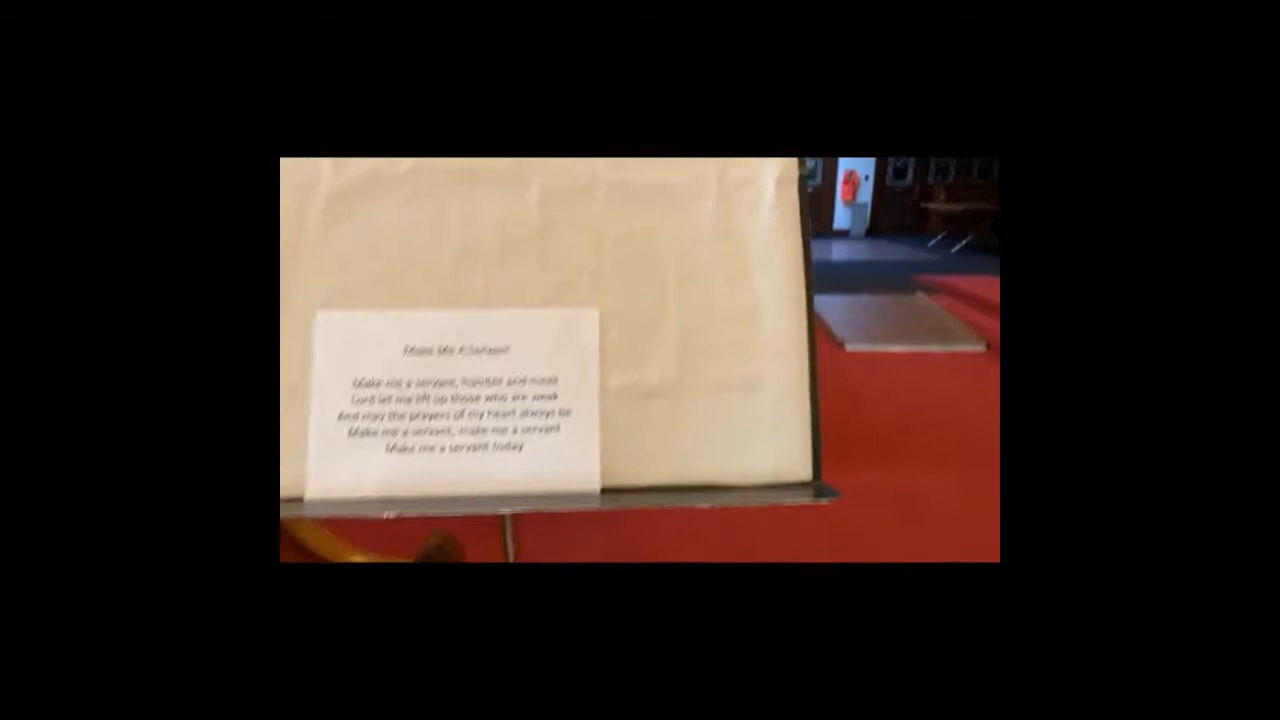 Make Me A Servant
Make me a servant, humble and meek
Lord let me lift up those who are weak
And may the prayers of my heart always be
Make me a servant, make me a servant
Make me a servant today